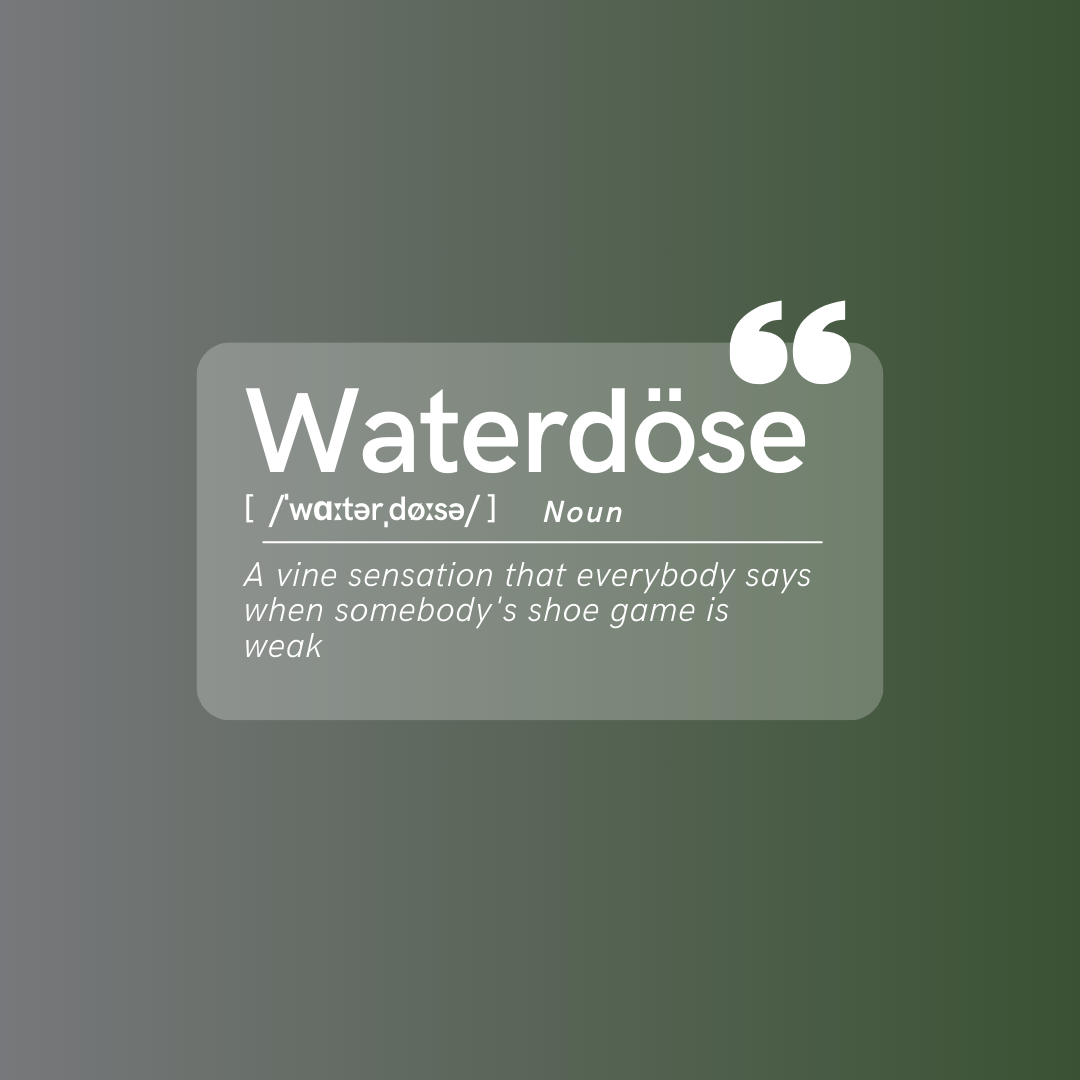 “
Waterdöse
[ /ˈwɑːtərˌdøːsə/ ] Noun
A vine sensation that everybody says
when somebody's shoe game is
weak